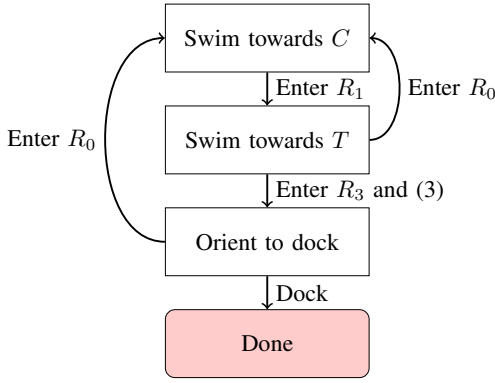 Swim towards C
Enter R₁
Enter R₀
Swim towards T
Enter R₀
Enter R₃ and (3)
Orient to dock
Dock
Done